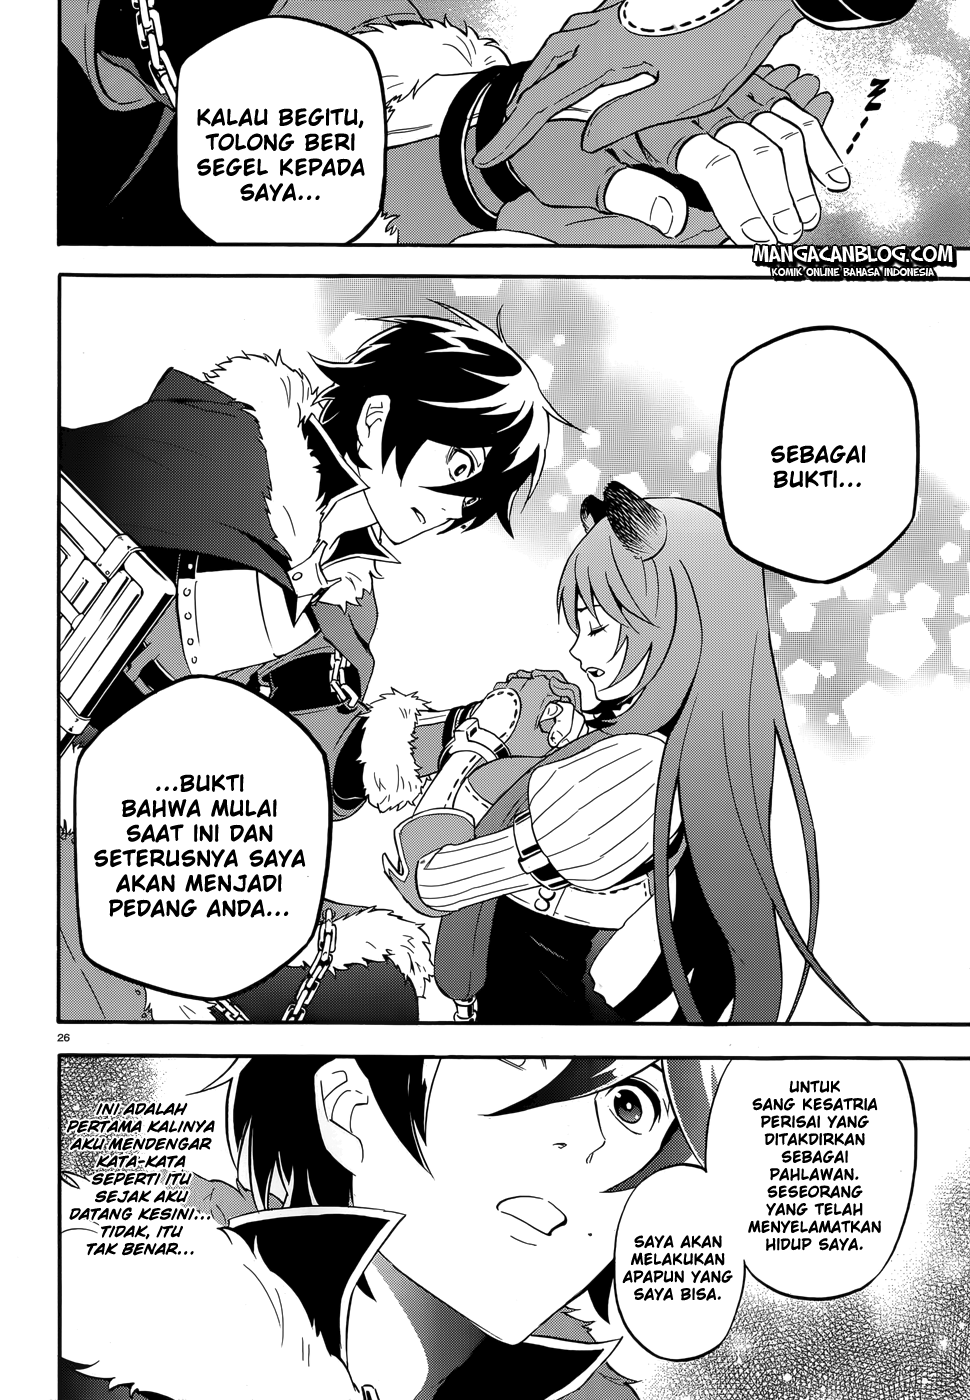 KALAU BEGITU,
TOLONG BERI
SEGEL KEPADA
SAYA...
MANGACANBLOG.COM
KOMIK ONLINE BAHASA INDONESIA
SEBAGAI
BUKTI...
...BUKTI
BAHWA MULAI
SAAT INI DAN
SETERUSNYA SAYA
AKAN MENJADI
PEDANG ANDA...
26
UNTUK
SANG KESATRIA
PERISAI YANG
DITAKDIRKAN
SEBAGAI
PAHLAWAN.
SESEORANG
YANG TELAH
MENYELAMATKAN
HIDUP SAYA.
SAYA AKAN
MELAKUKAN
APAPUN YANG
SAYA BISA.
INI ADALAH
PERTAMA KALINYA
AKU MENDENGAR
KATA-KATA
SEPERTI ITU
SEJAK AKU
DATANG KESINI...
TIDAK, ITU
TAK BENAR...